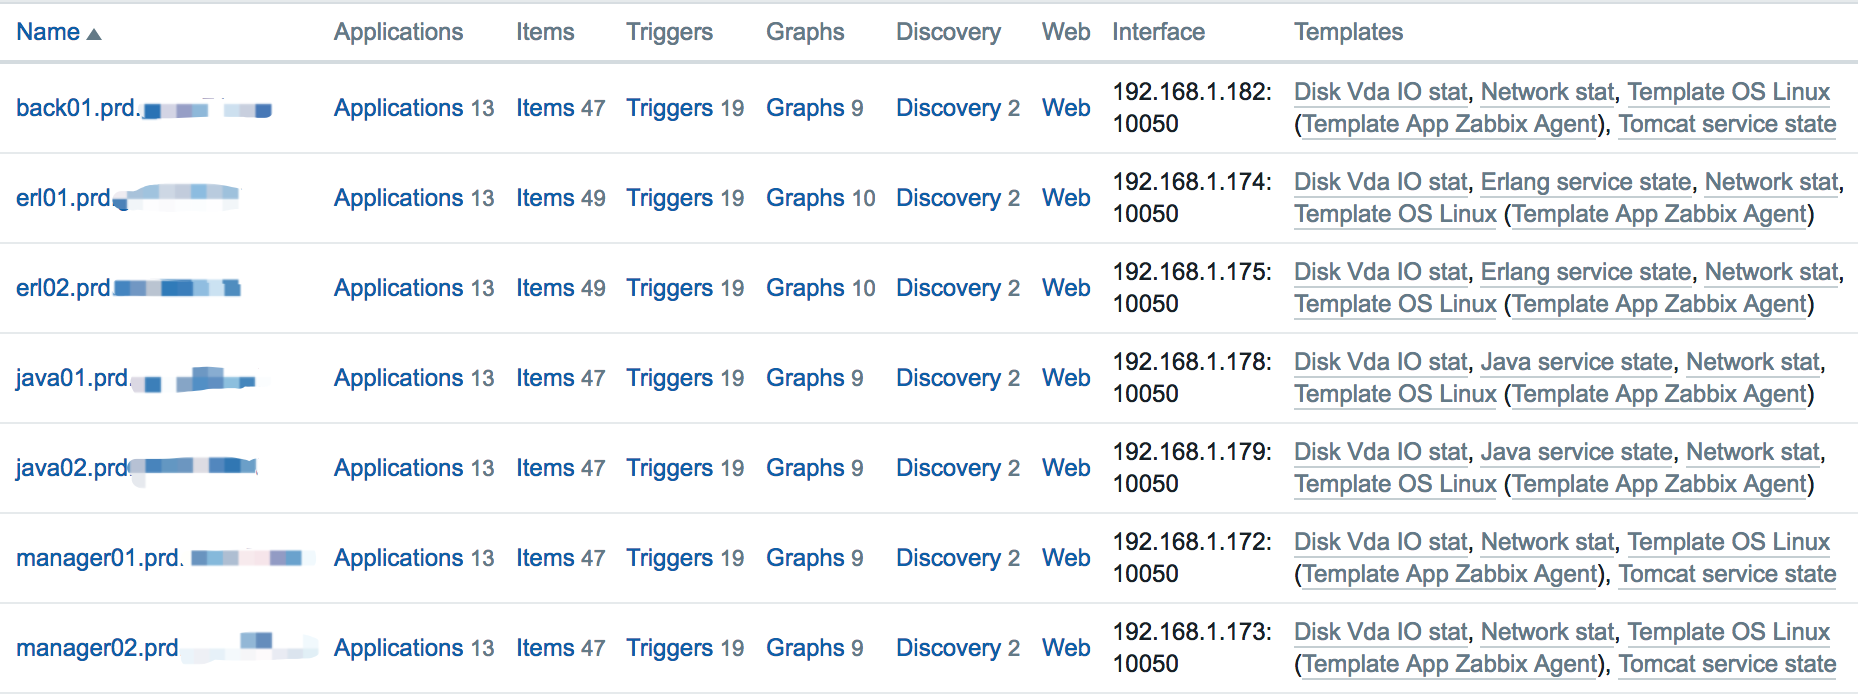 Name ▲ Applications Items Triggers Graphs Discovery Web Interface Templates
back01.prd. Applications 13 Items 47 Triggers 19 Graphs 9 Discovery 2 Web 192.168.1.182: Disk Vda IO stat, Network stat, Template OS Linux
10050 (Template App Zabbix Agent), Tomcat service state
erl01.prd. Applications 13 Items 49 Triggers 19 Graphs 10 Discovery 2 Web 192.168.1.174: Disk Vda IO stat, Erlang service state, Network stat,
10050 Template OS Linux (Template App Zabbix Agent)
erl02.prd. Applications 13 Items 49 Triggers 19 Graphs 10 Discovery 2 Web 192.168.1.175: Disk Vda IO stat, Erlang service state, Network stat,
10050 Template OS Linux (Template App Zabbix Agent)
java01.prd. Applications 13 Items 47 Triggers 19 Graphs 9 Discovery 2 Web 192.168.1.178: Disk Vda IO stat, Java service state, Network stat,
10050 Template OS Linux (Template App Zabbix Agent)
java02.prd Applications 13 Items 47 Triggers 19 Graphs 9 Discovery 2 Web 192.168.1.179: Disk Vda IO stat, Java service state, Network stat,
10050 Template OS Linux (Template App Zabbix Agent)
manager01.prd. Applications 13 Items 47 Triggers 19 Graphs 9 Discovery 2 Web 192.168.1.172: Disk Vda IO stat, Network stat, Template OS Linux
10050 (Template App Zabbix Agent), Tomcat service state
manager02.prd Applications 13 Items 47 Triggers 19 Graphs 9 Discovery 2 Web 192.168.1.173: Disk Vda IO stat, Network stat, Template OS Linux
10050 (Template App Zabbix Agent), Tomcat service state